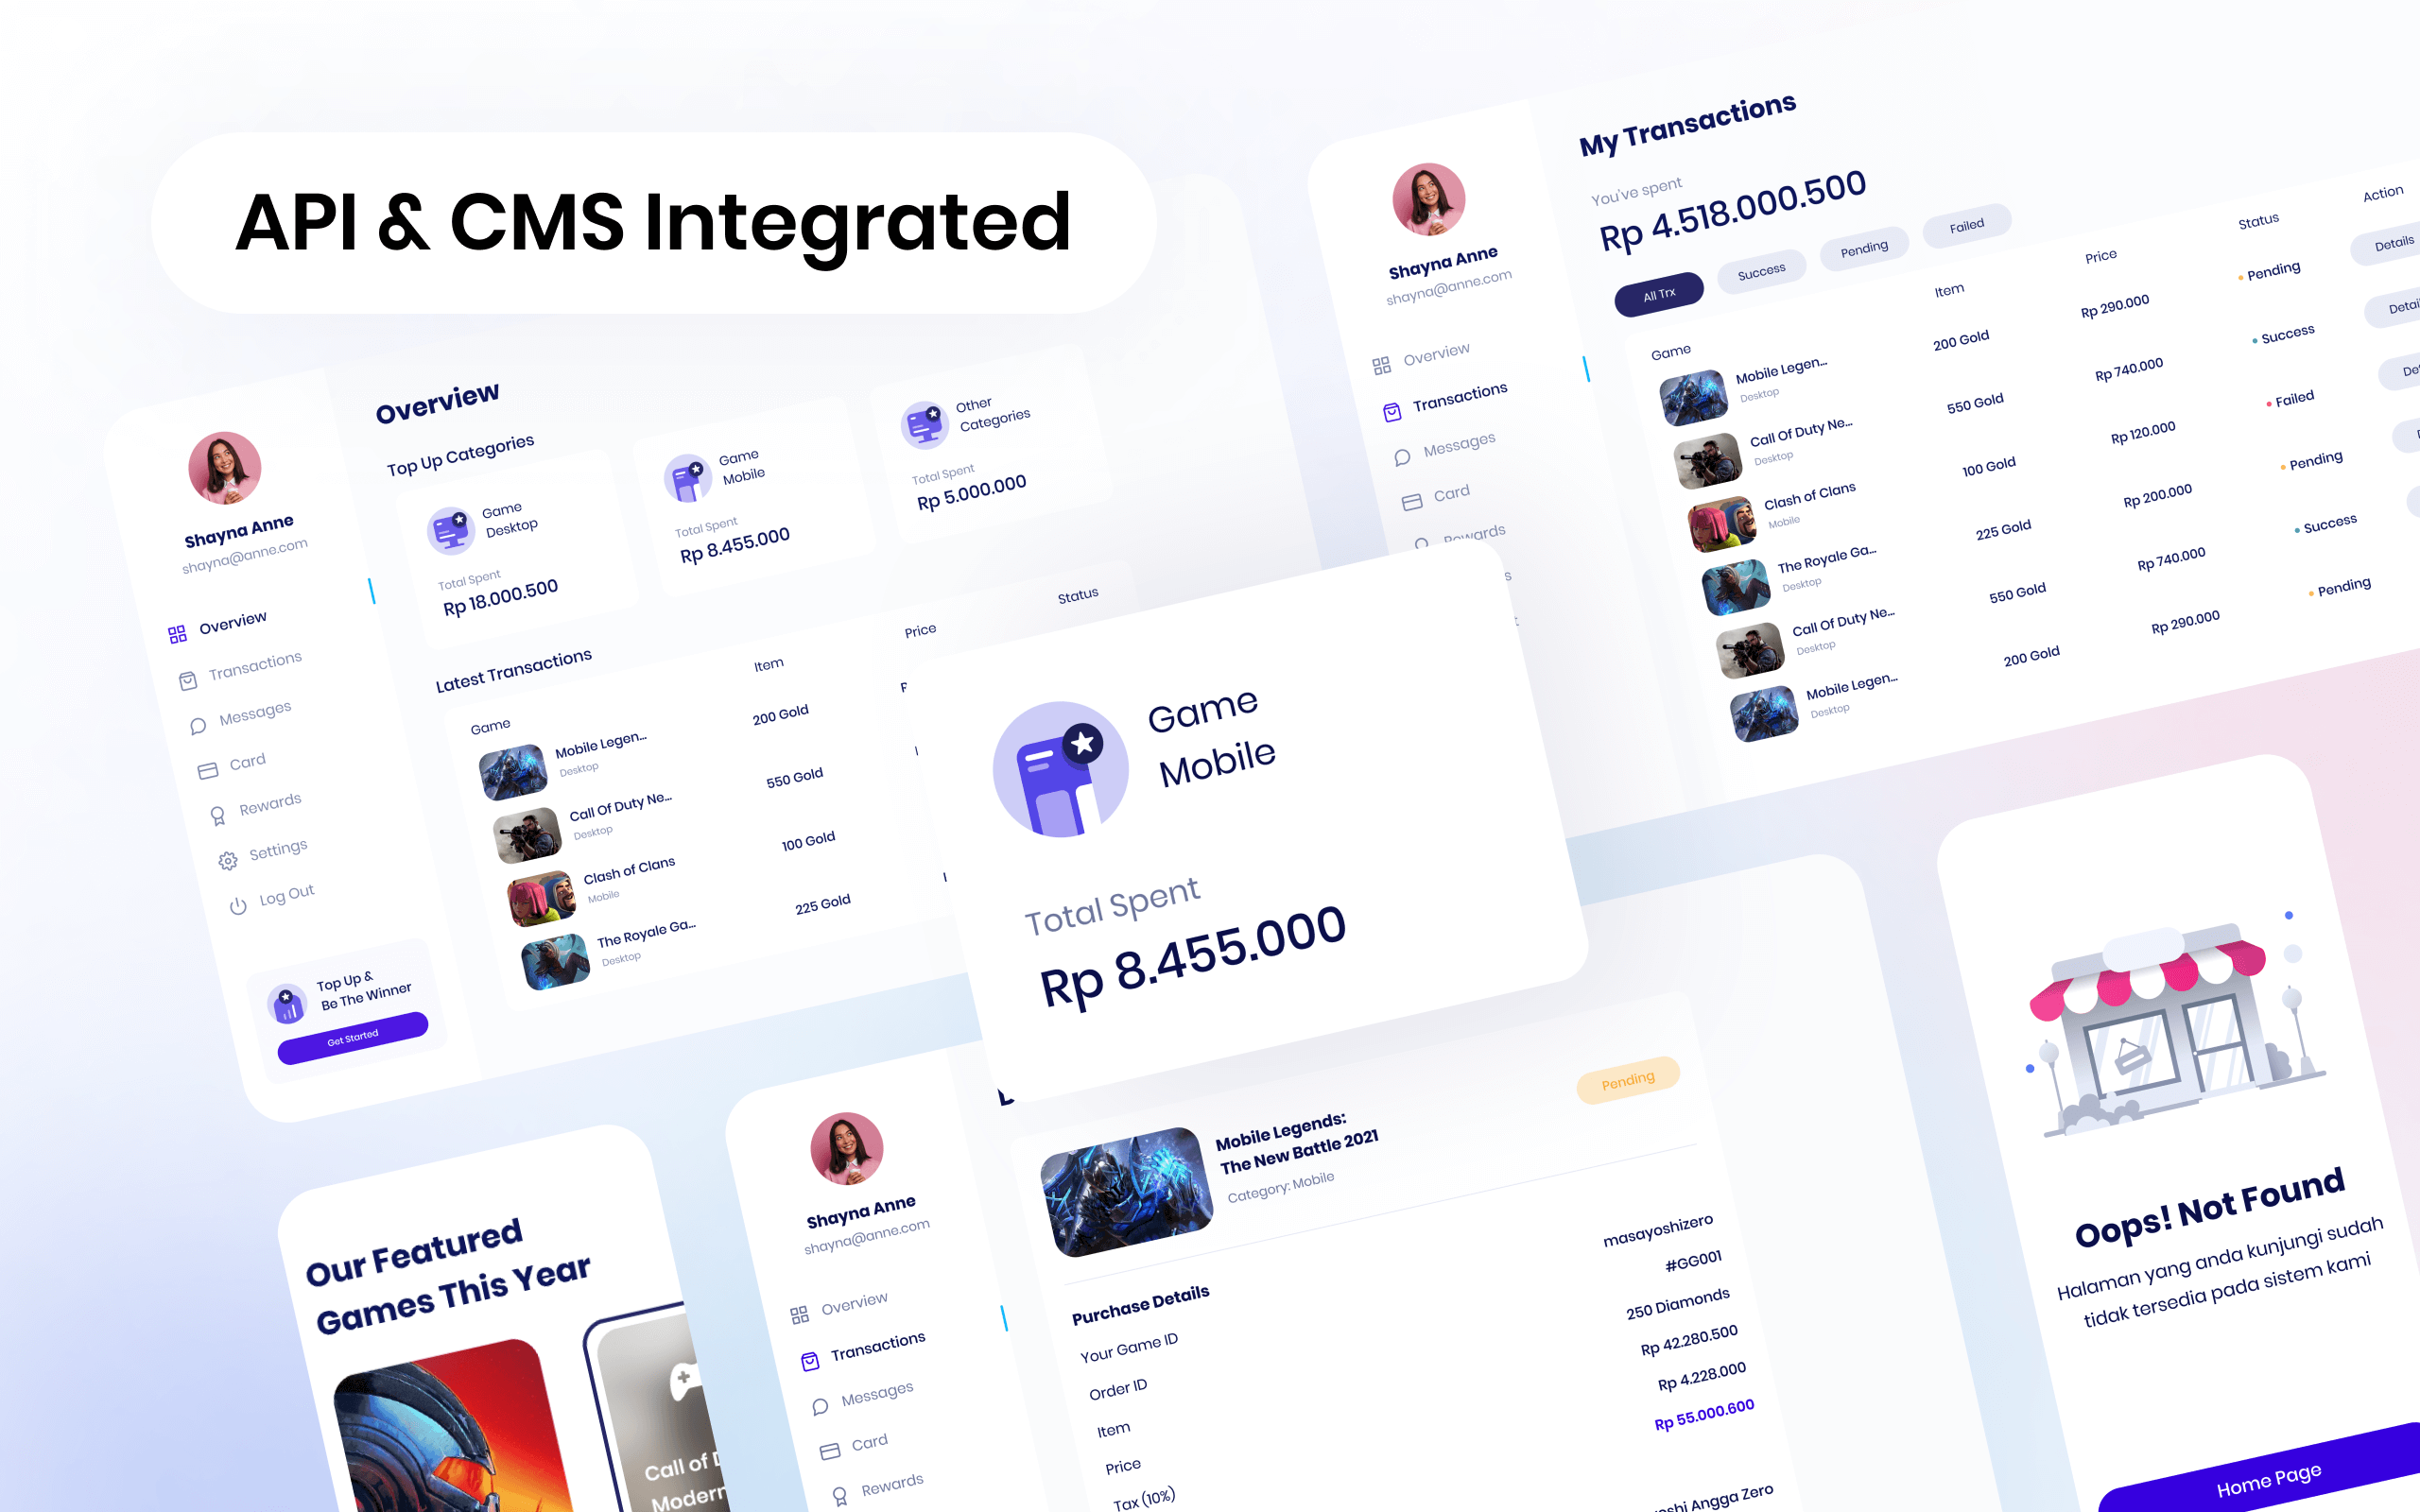 API & CMS Integrated
Shayna Anne
shayna@anne.com
Overview
Transactions
Messages
Card
Rewards
Settings
Log Out
Top Up &
Be The Winner
Get Started
Overview
Top Up Categories
Game
Desktop
Total Spent
Rp 18.000.500
Game
Mobile
Total Spent
Rp 8.455.000
Other
Categories
Total Spent
Rp 5.000.000
Latest Transactions
Game Item Price Status
Mobile Legen... 200 Gold
Desktop
Call Of Duty Ne... 550 Gold
Desktop
Clash of Clans 100 Gold
Mobile
The Royale Ga... 225 Gold
Desktop
Shayna Anne
shayna@anne.com
Overview
Transactions
Messages
Card
Rewards
My Transactions
You've spent
Rp 4.518.000.500
All Trx Success Pending Failed
Game Item Price Status Action
Mobile Legen... 200 Gold Rp 290.000 Pending Details
Desktop
Call Of Duty Ne... 550 Gold Rp 740.000 Success
Desktop
Clash of Clans 100 Gold Rp 120.000 Failed
Mobile
The Royale Ga... 225 Gold Rp 200.000 Pending
Desktop
Call Of Duty Ne... 550 Gold Rp 740.000 Success
Desktop
Mobile Legen... 200 Gold Rp 290.000 Pending
Desktop
Game
Mobile
Total Spent
Rp 8.455.000
Our Featured
Games This Year
Call of
Modern
Shayna Anne
shayna@anne.com
Overview
Transactions
Messages
Card
Rewards
Mobile Legends:
The New Battle 2021
Category: Mobile
Pending
Purchase Details
Your Game ID masayoshizero
Order ID #GG001
Item 250 Diamonds
Price Rp 42.280.500
Tax (10%) Rp 4.228.000
Rp 55.000.600
Angga Zero
Oops! Not Found
Halaman yang anda kunjungi sudah
tidak tersedia pada sistem kami
Home Page